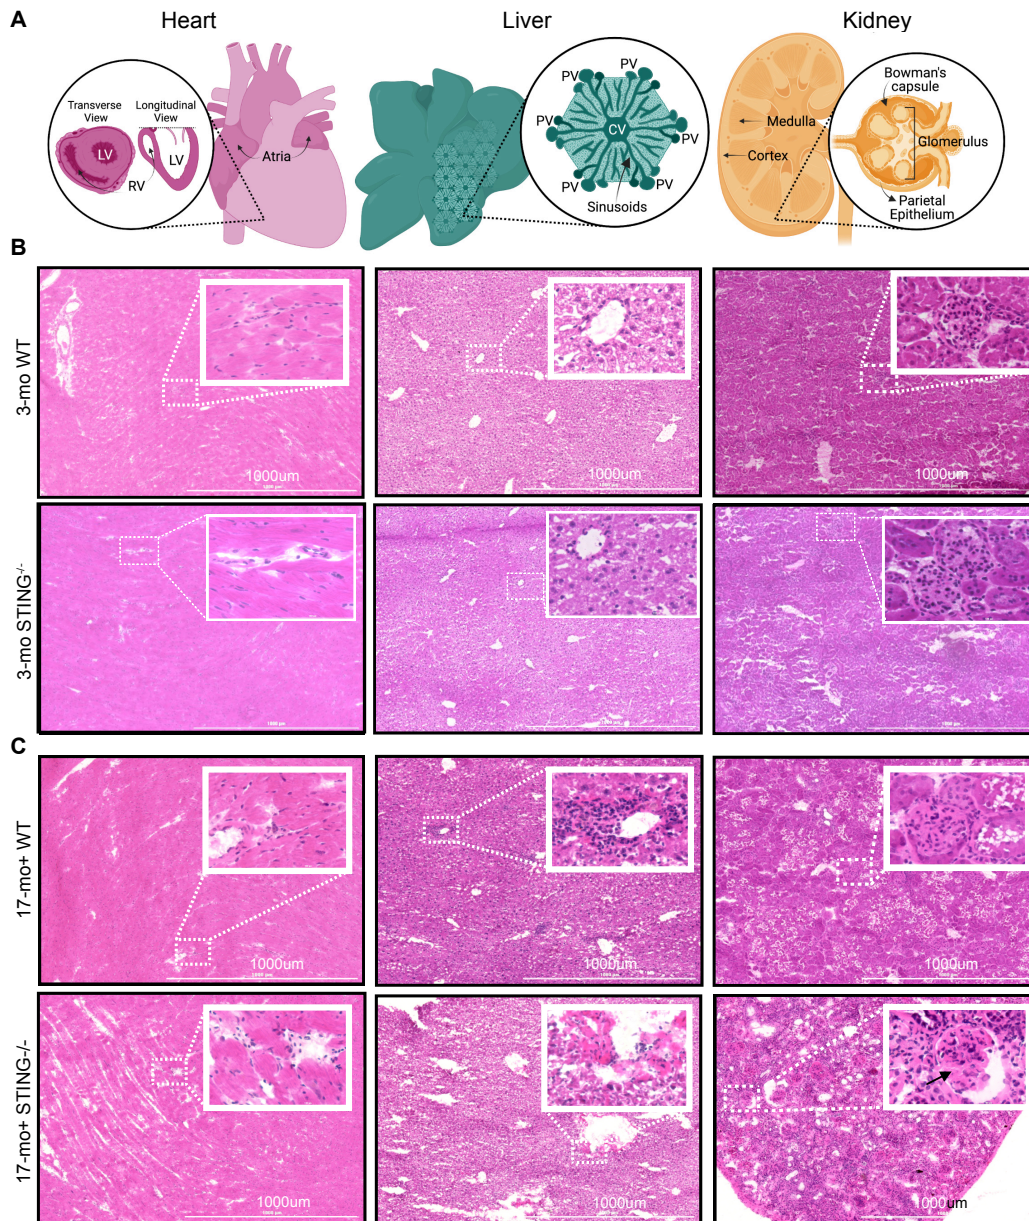 A
Heart
Liver
Kidney
Transverse
View
Longitudinal
View
LV
LV
RV
Atria
PV
PV
PV
PV
PV
PV
CV
Sinusoids
Medulla
Cortex
Bowman's
capsule
Glomerulus
Parietal
Epithelium
B
3-mo WT
1000um
1000um
1000um
3-mo STING-/-
1000 µm
C
17-mo+ WT
1000um
1000um
1000um
17-mo+ STING-/-
1000um
1000um
1000um